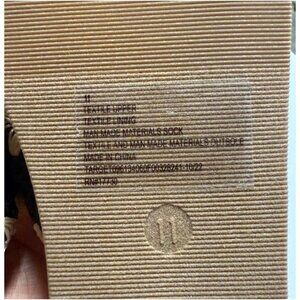 11
TEXTILE UPPER
TEXTILE LINING
MAN MADE MATERIALS SOCK
TEXTILE AND MAN MADE MATERIALS OUTSOLE
MADE IN CHINA
RN#17730
11